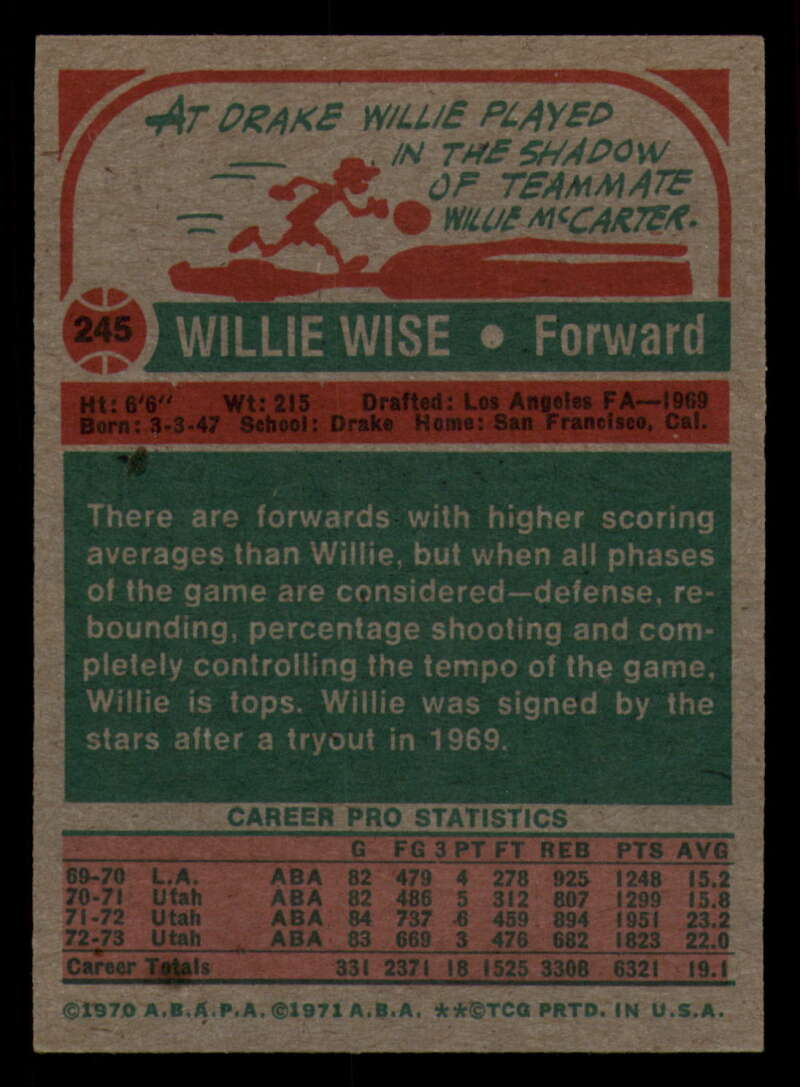 AT DRAKE WILLIE PLAYED
IN THE SHADOW
OF TEAMMATE
WILLIE McCARTER.
245 WILLIE WISE • Forward
Ht: 6'6" Wt: 215 Drafted: Los Angeles FA—1969
Born: 3-3-47 School: Drake Home: San Francisco, Cal.
There are forwards with higher scoring
averages than Willie, but when all phases
of the game are considered—defense, re-
bounding, percentage shooting and com-
pletely controlling the tempo of the game,
Willie is tops. Willie was signed by the
stars after a tryout in 1969.
CAREER PRO STATISTICS
G FG 3 PT FT REB PTS AVG
69-70 L.A. ABA 82 479 4 278 925 1248 15.2
70-71 Utah ABA 82 486 5 312 807 1299 15.8
71-72 Utah ABA 84 737 6 459 894 1951 23.2
72-73 Utah ABA 83 669 3 476 682 1823 22.0
Career Totals 331 2371 18 1525 3308 6321 19.1
©1970 A.B.A.P.A. ©1971 A.B.A. **©TCG PRTD. IN U.S.A.